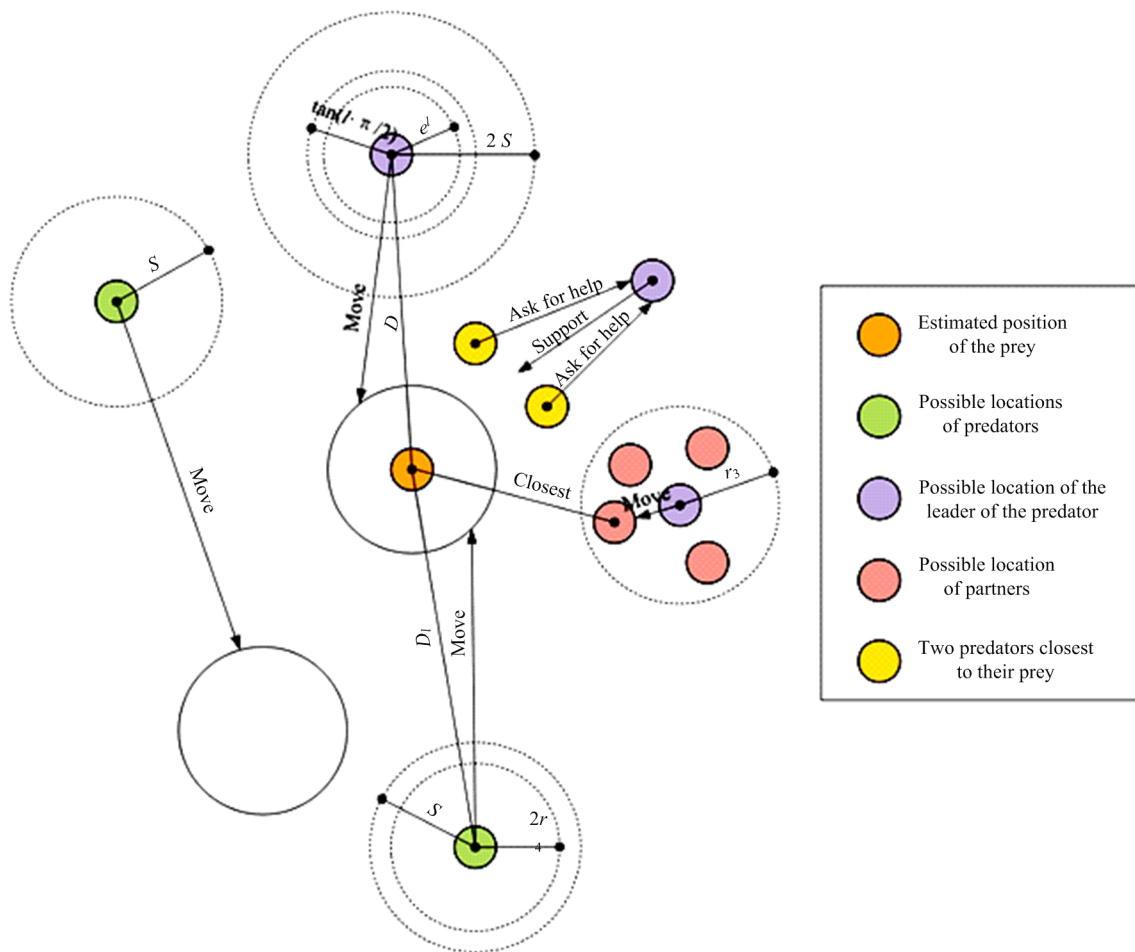 tan(l· π /2)
e^l
2 S
S
Move
D
Ask for help
Support
Ask for help
Closest
Move
r₃
Move
D₁
Move
S
2r
4
Estimated position
of the prey
Possible locations
of predators
Possible location of the
leader of the predator
Possible location
of partners
Two predators closest
to their prey